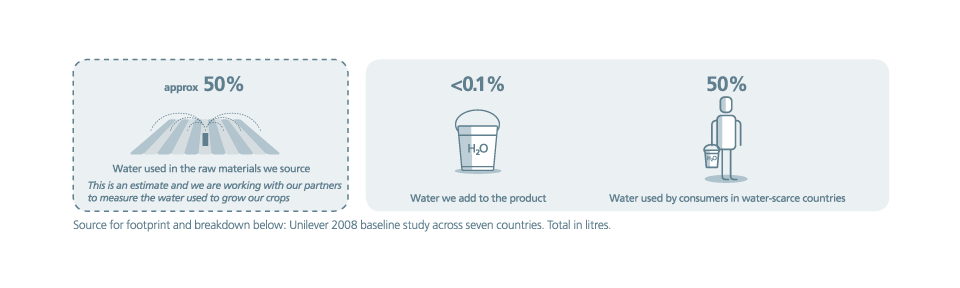 approx 50%
Water used in the raw materials we source
This is an estimate and we are working with our partners
to measure the water used to grow our crops
<0.1%
H₂O
Water we add to the product
50%
H₂O
Water used by consumers in water-scarce countries
Source for footprint and breakdown below: Unilever 2008 baseline study across seven countries. Total in litres.